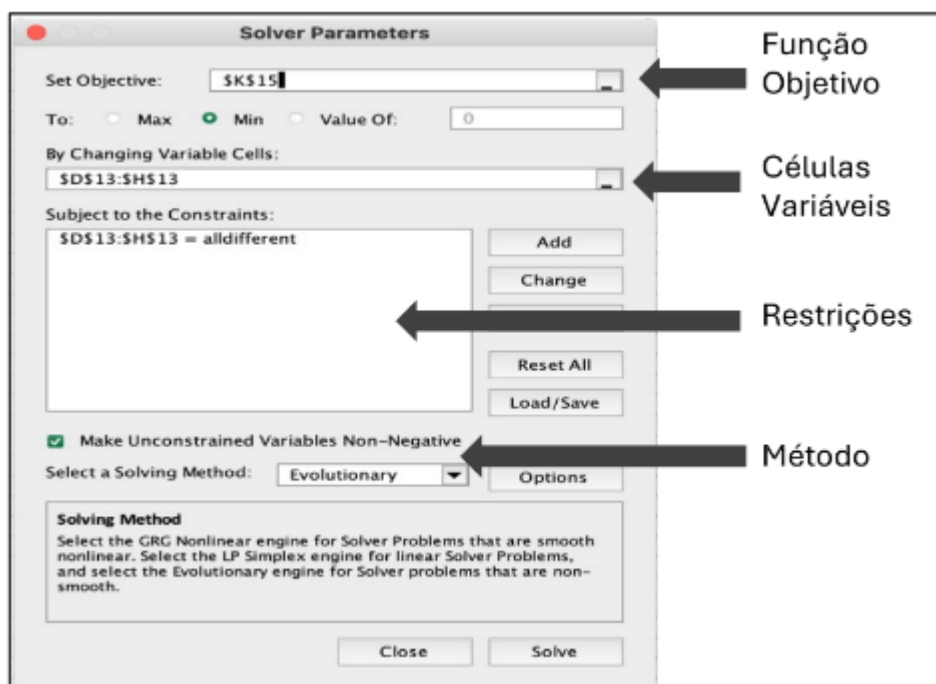 Solver Parameters
Função
Objetivo
Set Objective: $K$15
To: Max Min Value Of: 0
By Changing Variable Cells:
$D$13:$H$13
Células
Variáveis
Subject to the Constraints:
$D$13:$H$13 = alldifferent
Add
Change
Restrições
Reset All
Load/Save
Make Unconstrained Variables Non-Negative
Método
Select a Solving Method: Evolutionary Options
Solving Method
Select the GRG Nonlinear engine for Solver Problems that are smooth
nonlinear. Select the LP Simplex engine for linear Solver Problems,
and select the Evolutionary engine for Solver problems that are non-
smooth.
Close Solve